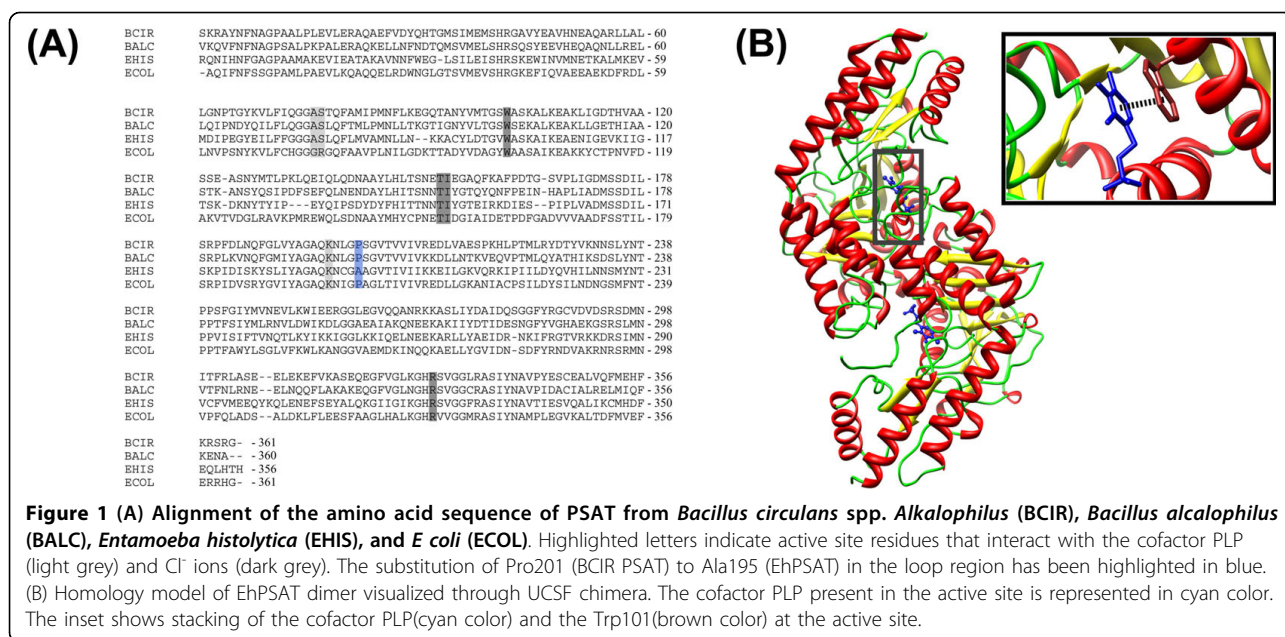 (A)
BCIR SKRAYNFNAGPAALPLEVLERAQAEFVDYQHTGMSIMEMSHRGAVYEAVHNEAQARLLAL - 60
BALC VKQVFNFNAGPSALPKPALERAQKELLNFNDTQMSVMELSHRSQSYEEVHEQAQNLLREL - 60
EHIS RQNIHNFGAGPAAMAKEVIEATAKAVNNFWEG-LSILEISHRSKEWINVMNETKALMKEV - 59
ECOL -AQIFNFSSGPAMLPAEVLKQAQQELRDWNGLGTSVMEVSHRGKEFIQVAEEAEKDFRDL - 59
BCIR LGNPTGYKVLFIQGGASTQFAMIPMNFLKEGQTANYVMTGSWASKALKEAKLIGDTHVAA - 120
BALC LQIPNDYQILFLQGGASLQFTMLPMNLLTKGTIGNYVLTGSWSEKALKEAKLLGETHIAA - 120
EHIS MDIPEGYEILFFGGGASLQFLMVAMNLLN--KKACYLDTGVWASKAIKEAENIGEVKIIG - 117
ECOL LNVPSNYKVLFCHGGGRGQFAAVPLNILGDKTTADYVDAGYWAASAIKEAKKYCTPNVFD - 119
BCIR SS-ASNYMTLPKLQEIQLQDNAAYLHLTSNETIEGAQFKAFPDTG-SVPLIGDMSSDIL - 178
BALC STK-ANSYQSIPDFSEFQLNENDAYLHITSNNTIYGTQYQNFPEIN-HAPLIADMSSDIL - 178
EHIS STK-DKNYTYIP---EYQIPSDYDYFHITTNNTIYGTEIRKDIES--PIPLVADMSSDIL - 171
ECOL AKVTVDGLRAVKPMREWQLSDNAAYMHYCPNETIDGIAIDETPDFGADVVVAADFSSTIL - 179
BCIR SRPFDLNQFGLVYAGAQKNLGPSGVTVVIVREDLVAESPKHLPTMLRYDTYVKNNSLYNT - 238
BALC SRPLKVNQFGMIYAGAQKNLGPSGVTVVIVKKDLLNTKVEQVPTMLQYATHIKSDSLYNT - 238
EHIS SKPIDISKYSLIYAGAQKNCGAAGVTIVIIKKEILGKVQRKIPIILDYQVHILNNSMYNT - 231
ECOL SRPIDVSRYGVIYAGAQKNIGPAGLTIVIVREDLLGKANIACPSILDYSILNDNGSMFNT - 239
BCIR PPSFGIYMVNEVLKWIEERGGLEGVQQANRKKASLIYDAIDQSGGFYRGCVDVDSRSDMN - 298
BALC PPTFSIYMLRNVLDWIKDLGGAEAIAKQNEEKAKIIYDTIDESNGFYVGHAEKGSRSLMN - 298
EHIS PPVISIFTVNQTLKYIKKIGGLKKIQELNEEKARLLYAEIDR-NKIFRGTVRKKDRSIMN - 290
ECOL PPTFAWYLSGLVFKWLKANGGVAEMDKINQQKAELLYGVIDN-SDFYRNDVAKRNRSRMN - 298
BCIR ITFRLASE--ELEKEFVKASEQEGFVGLKGHRSVGGLRASIYNAVPYESCEALVQFMEHF - 356
BALC VTFNLRNE--ELNQQFLAKAKEQGFVGLNGHRSVGGCRASIYNAVPIDACIALRELMIQF - 356
EHIS VCFVMEEQYKQLENEFSEYALQKGIIGIKGHRSVGGFRASIYNAVTIESVQALIKCMHDF - 350
ECOL VPFQLADS--ALDKLFLEESFAAGLHALKGHRVVGGMRASIYNAMPLEGVKALTDFMVEF - 356
BCIR KRSRG- - 361
BALC KENA-- - 360
EHIS EQLHTH - 356
ECOL ERRHG- - 361
(B)
Figure 1 (A) Alignment of the amino acid sequence of PSAT from Bacillus circulans spp. Alkalophilus (BCIR), Bacillus alcalophilus
(BALC), Entamoeba histolytica (EHIS), and E coli (ECOL). Highlighted letters indicate active site residues that interact with the cofactor PLP
(light grey) and Cl⁻ ions (dark grey). The substitution of Pro201 (BCIR PSAT) to Ala195 (EhPSAT) in the loop region has been highlighted in blue.
(B) Homology model of EhPSAT dimer visualized through UCSF chimera. The cofactor PLP present in the active site is represented in cyan color.
The inset shows stacking of the cofactor PLP(cyan color) and the Trp101(brown color) at the active site.